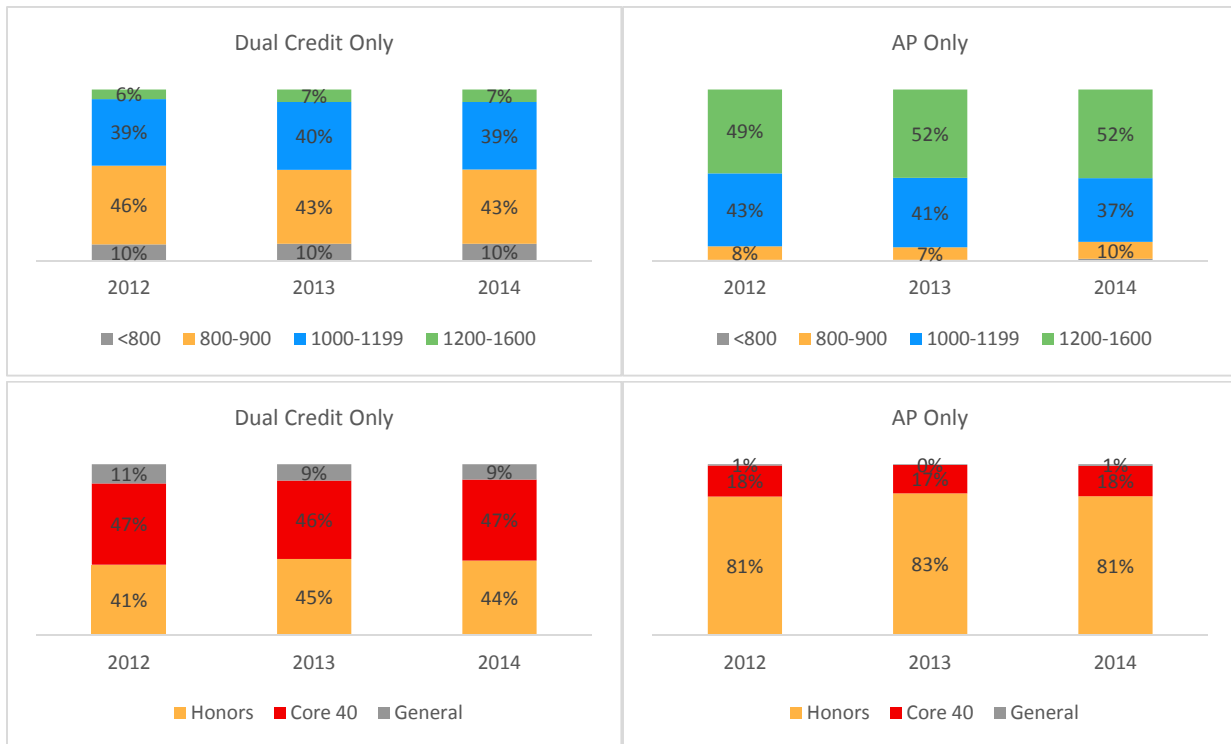 Dual Credit Only
6% 7% 7%
39% 40% 39%
46% 43% 43%
10% 10% 10%
2012 2013 2014
<800 800-900 1000-1199 1200-1600
AP Only
49% 52% 52%
43% 41% 37%
8% 7% 10%
2012 2013 2014
<800 800-900 1000-1199 1200-1600
Dual Credit Only
11% 9% 9%
47% 46% 47%
41% 45% 44%
2012 2013 2014
Honors Core 40 General
AP Only
1% 0% 1%
18% 17% 18%
81% 83% 81%
2012 2013 2014
Honors Core 40 General